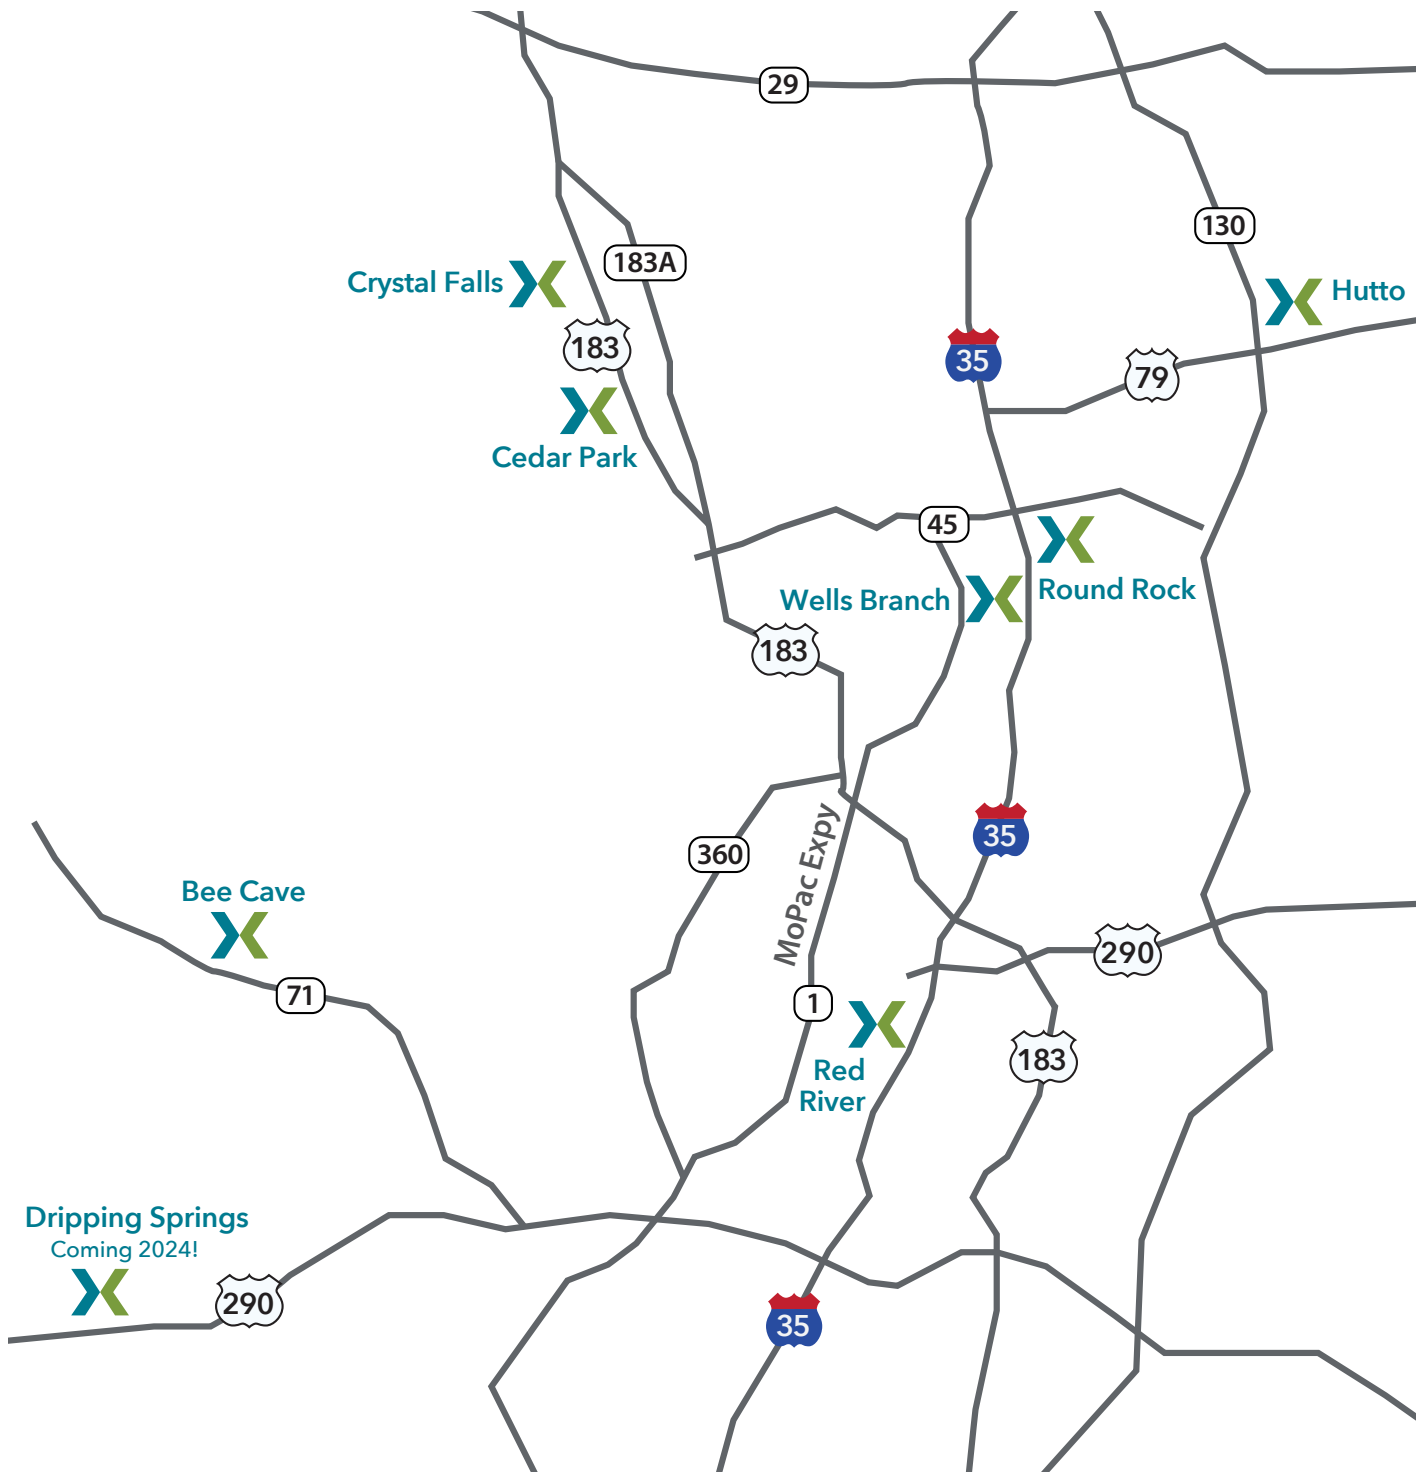 29
130
183A
Crystal Falls
Hutto
183
35
79
Cedar Park
45
Wells Branch
Round Rock
183
MoPac Expy
35
360
Bee Cave
290
71
1
183
Red
River
Dripping Springs
Coming 2024!
290
35